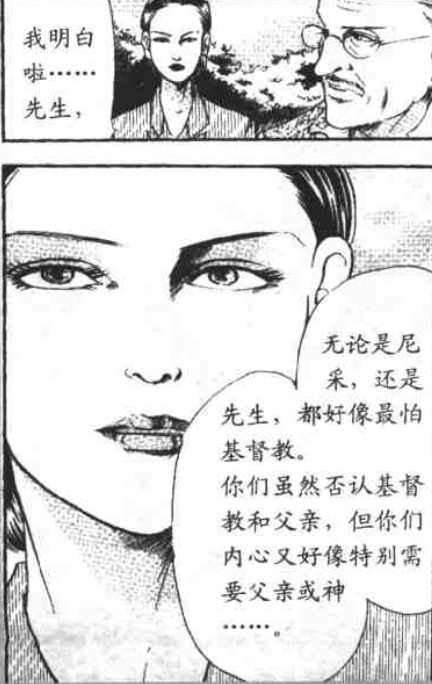 我明白
啦……
先生，
无论是尼
采，还是
先生，都好像最怕
基督教。
你们虽然否认基督
教和父亲，但你们
内心又好像特别需
要父亲或神
……。